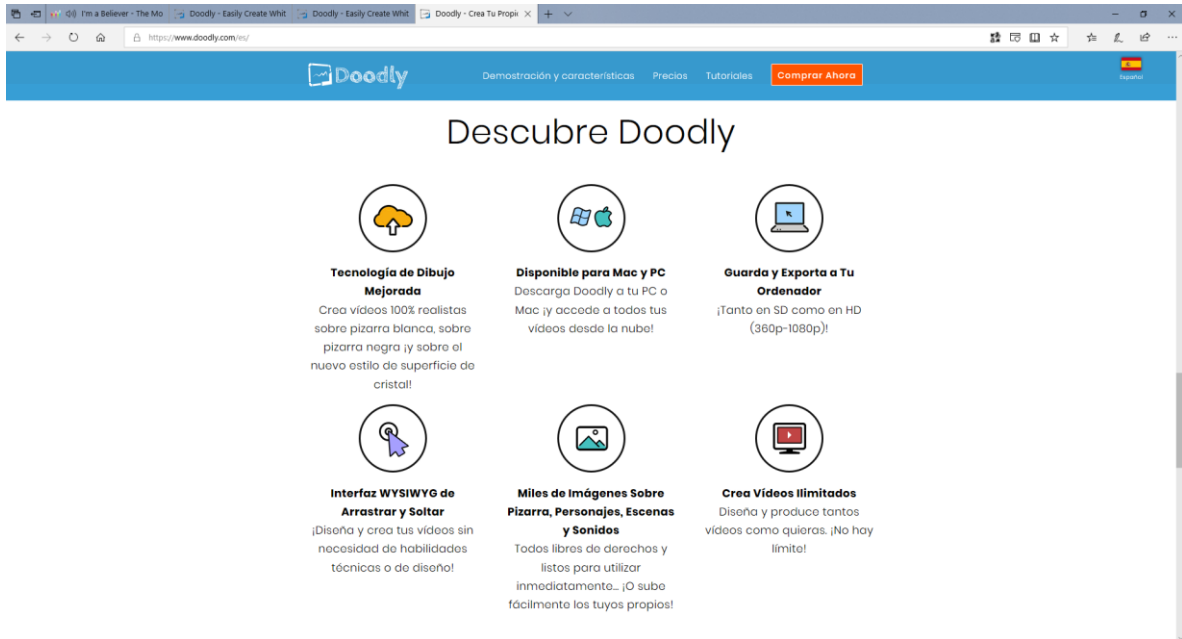 I'm a Believer - The Mo
Doodly - Easily Create Whit
Doodly - Easily Create Whit
Doodly - Crea Tu Propi
https://www.doodly.com/es/
Doodly
Demostración y características
Precios
Tutoriales
Comprar Ahora
Español
Descubre Doodly
Tecnología de Dibujo
Mejorada
Crea vídeos 100% realistas
sobre pizarra blanca, sobre
pizarra negra ¡y sobre el
nuevo estilo de superficie de
cristal!
Disponible para Mac y PC
Descarga Doodly a tu PC o
Mac ¡y accede a todos tus
vídeos desde la nube!
Guarda y Exporta a Tu
Ordenador
¡Tanto en SD como en HD
(360p-1080p)!
Interfaz WYSIWYG de
Arrastrar y Soltar
¡Diseña y crea tus vídeos sin
necesidad de habilidades
técnicas o de diseño!
Miles de Imágenes Sobre
Pizarra, Personajes, Escenas
y Sonidos
Todos libres de derechos y
listos para utilizar
inmediatamente... ¡O sube
fácilmente los tuyos propios!
Crea Vídeos Ilimitados
Diseña y produce tantos
vídeos como quieras. ¡No hay
límite!